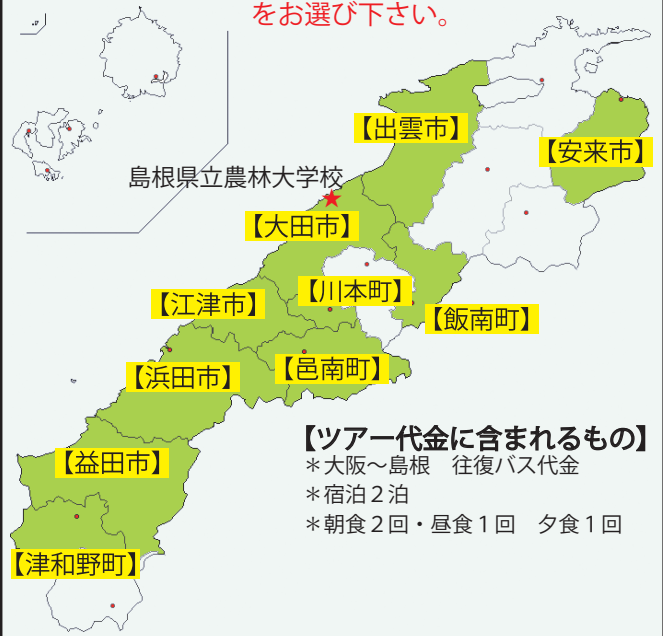 をお選び下さい。
【出雲市】
【安来市】
島根県立農林大学校
【大田市】
【川本町】
【江津市】
【飯南町】
【邑南町】
【浜田市】
【ツアー代金に含まれるもの】
＊大阪～島根　往復バス代金
【益田市】
＊宿泊２泊
＊朝食２回・昼食１回　夕食１回
【津和野町】